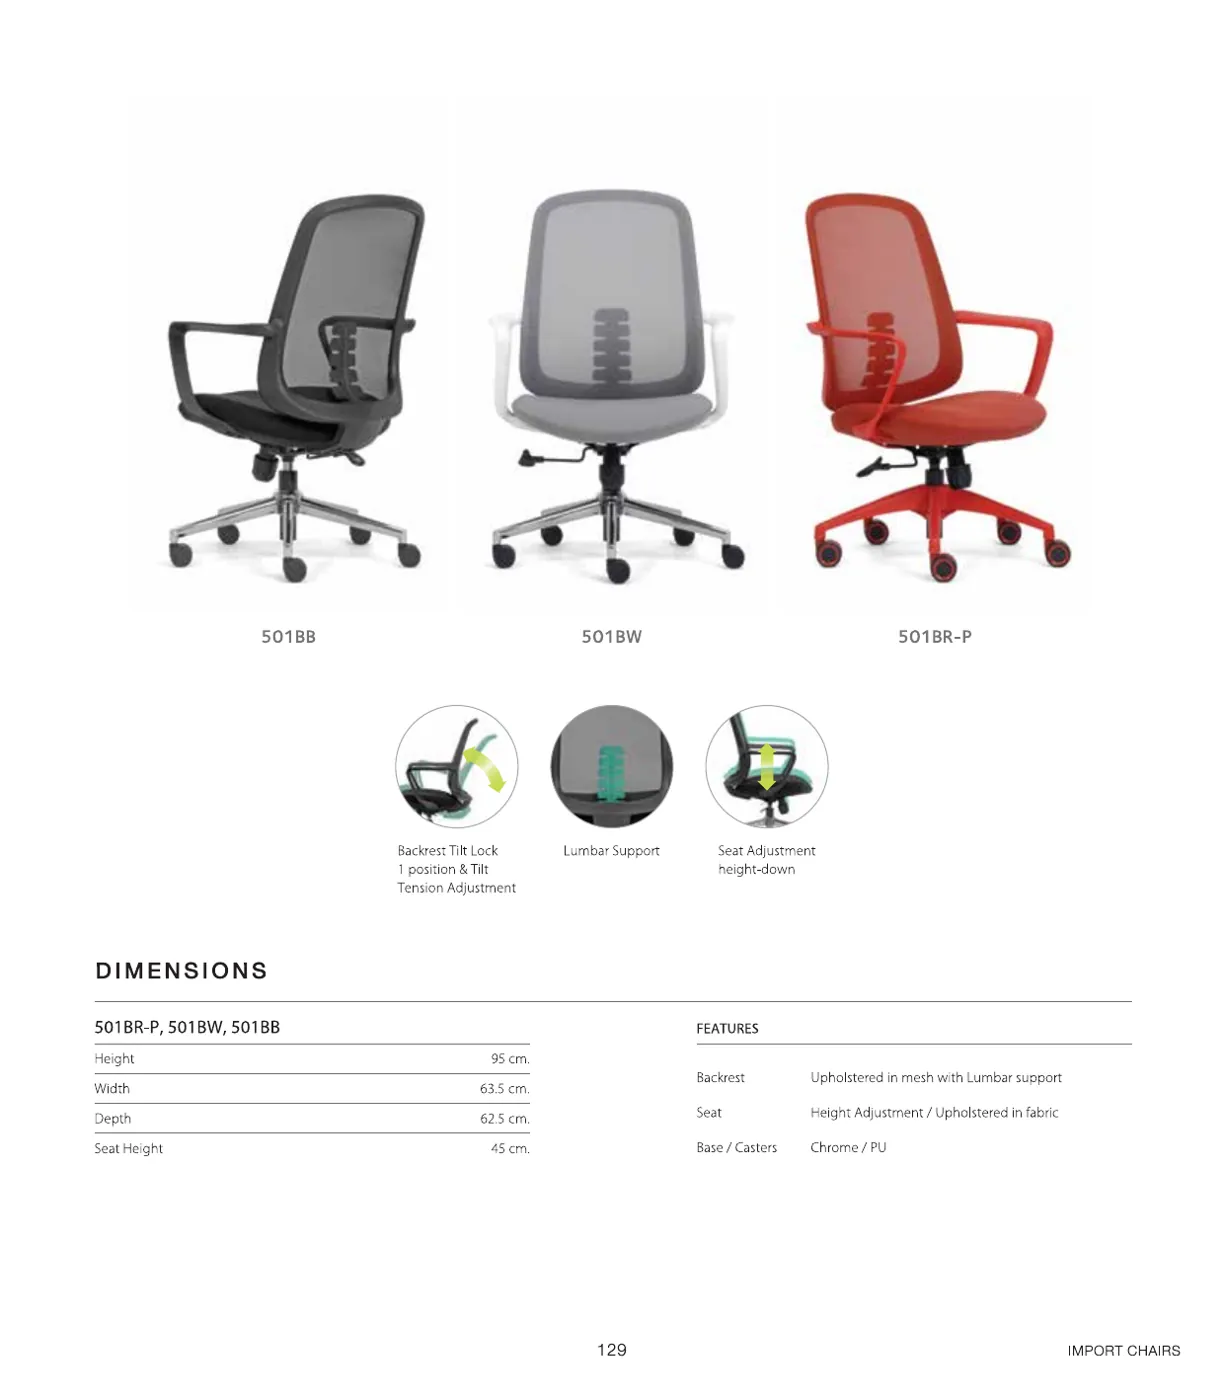 501BB
501BW
501BR-P
Backrest Tilt Lock
1 position & Tilt
Tension Adjustment
Lumbar Support
Seat Adjustment
height-down
DIMENSIONS
501BR-P, 501BW, 501BB
Height 95 cm.
Width 63.5 cm.
Depth 62.5 cm.
Seat Height 45 cm.
FEATURES
Backrest Upholstered in mesh with Lumbar support
Seat Height Adjustment / Upholstered in fabric
Base / Casters Chrome / PU
129
IMPORT CHAIRS